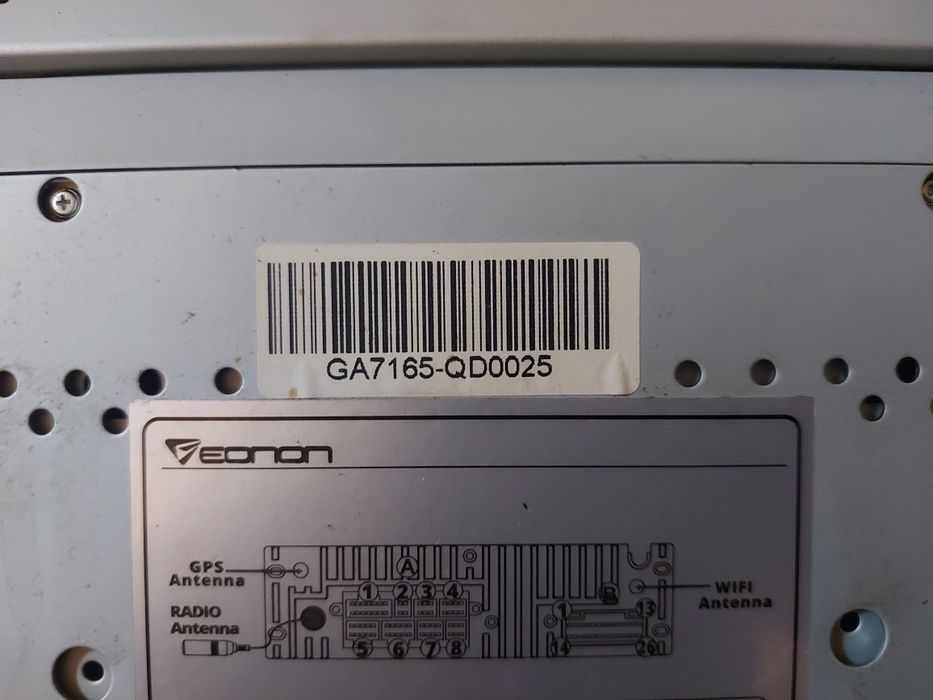 GA7165-QD0025
EONON
GPS
Antenna
A
1 2 3 4
B
1 13
WIFI
Antenna
RADIO
Antenna
5 6 7 8
14 26